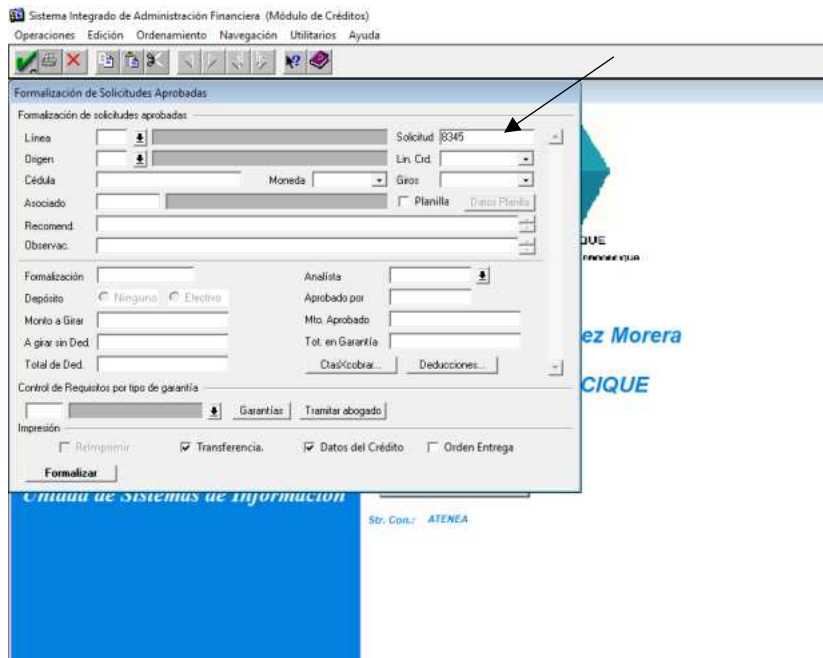 Sistema Integrado de Administración Financiera (Módulo de Créditos)
Operaciones Edición Ordenamiento Navegación Utilitarios Ayuda
Formalización de Solicitudes Aprobadas
Formalización de solicitudes aprobadas
Línea Solicitud 8345
Origen Lin. Crd.
Cédula Moneda Giros
Asociado Planilla Datos Planilla
Recomend.
Observac.
Formalización Analista
Depósito Ninguno Efectivo Aprobado por
Monto a Girar Mto. Aprobado
A girar sin Ded. Tot. en Garantía
Total de Ded. CtasXcobrar... Deducciones...
Control de Requisitos por tipo de garantía
Garantías Tramitar abogado
Impresión
ReImprimir Transferencia. Datos del Crédito Orden Entrega
Formalizar
QUE
ez Morera
CIQUE
Unidad de Sistemas de Información
Str. Con.: ATENEA